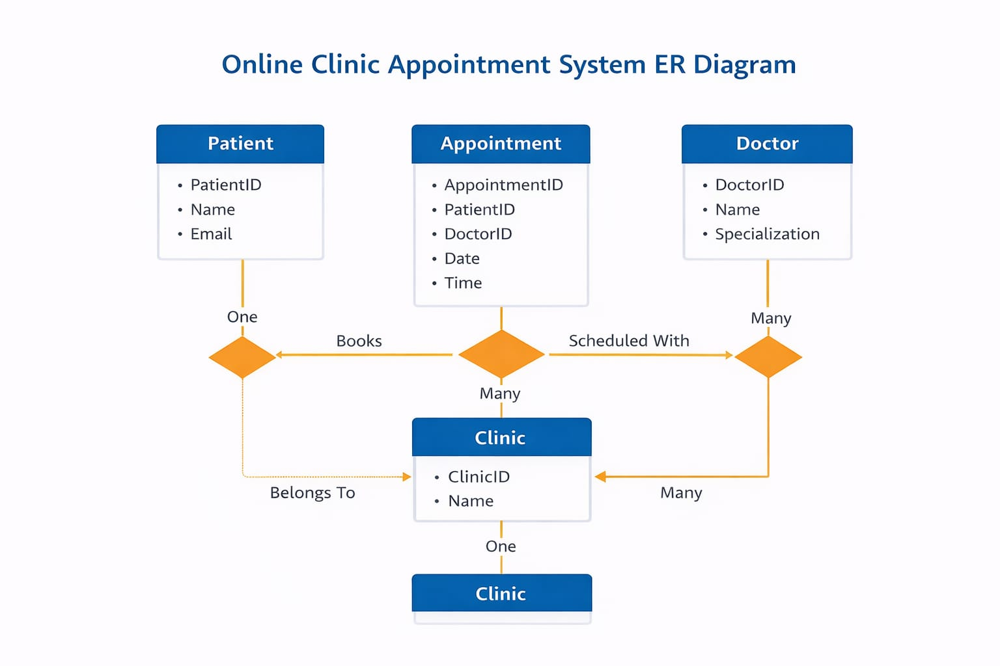 Online Clinic Appointment System ER Diagram
Patient
• PatientID
• Name
• Email
Appointment
• AppointmentID
• PatientID
• DoctorID
• Date
• Time
Doctor
• DoctorID
• Name
• Specialization
One
Many
Books
Scheduled With
Many
Clinic
• ClinicID
• Name
Belongs To
Many
One
Clinic